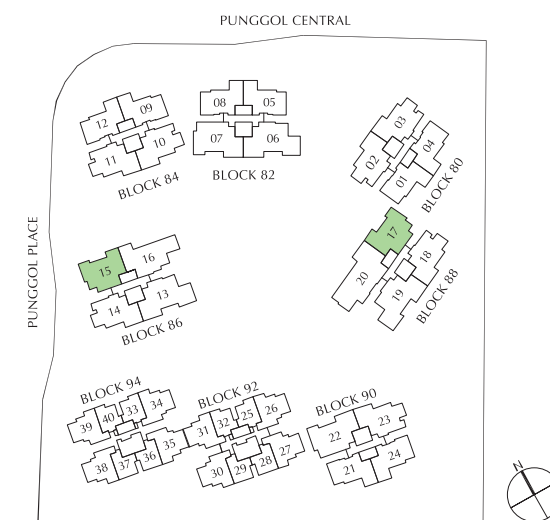 PUNGGOL CENTRAL
PUNGGOL PLACE
12 09
11 10
BLOCK 84
08 05
07 06
BLOCK 82
03
04
02
01
BLOCK 80
15 16
14 13
BLOCK 86
17
18
20
19
BLOCK 88
BLOCK 94
39 40 33 34
38 37 36 35
BLOCK 92
31 32 25 26
30 29 28 27
BLOCK 90
22 23
21 24
N